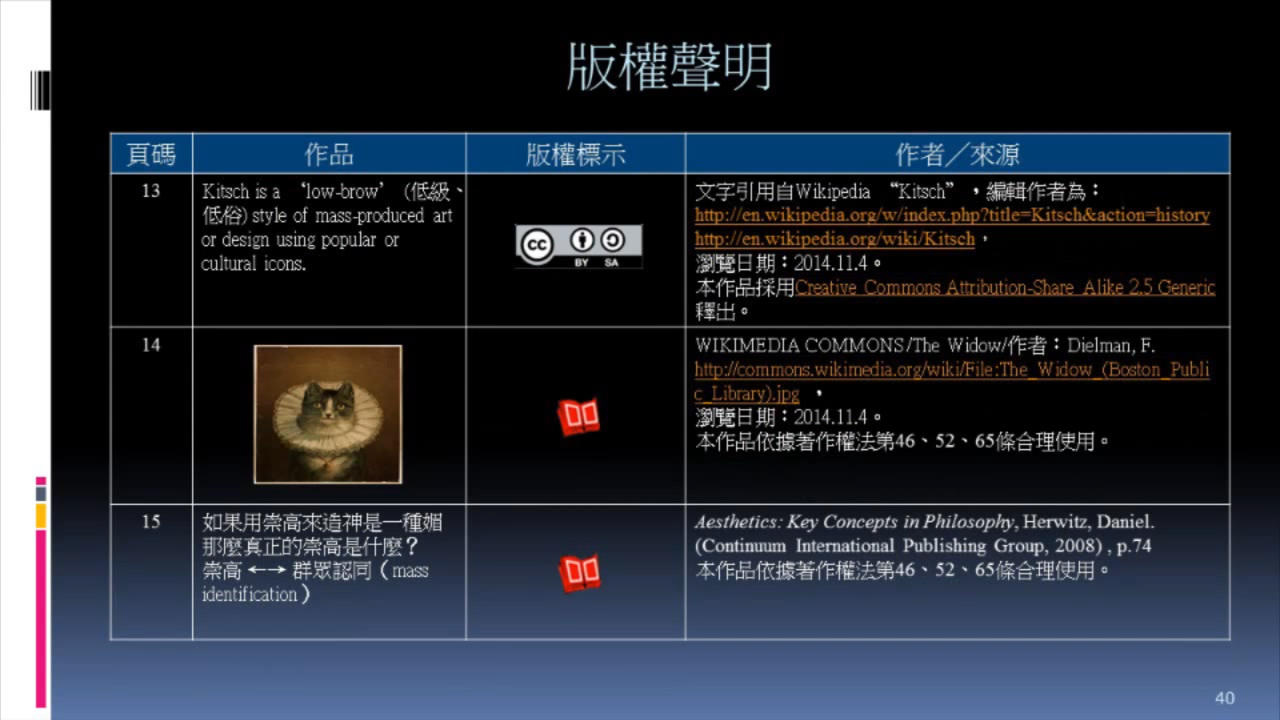 版權聲明
頁碼 作品 版權標示 作者／來源
13
Kitsch is a ‘low-brow’ (低級、
低俗) style of mass-produced art
or design using popular or
cultural icons.
cc
BY SA
文字引用自Wikipedia “Kitsch”，編輯作者為：
http://en.wikipedia.org/w/index.php?title=Kitsch&action=history
http://en.wikipedia.org/wiki/Kitsch，
瀏覽日期：2014.11.4。
本作品採用Creative Commons Attribution-Share Alike 2.5 Generic
釋出。
14
WIKIMEDIA COMMONS/The Widow/作者：Dielman, F.
http://commons.wikimedia.org/wiki/File:The_Widow_(Boston_Publi
c_Library).jpg ，
瀏覽日期：2014.11.4。
本作品依據著作權法第46、52、65條合理使用。
15
如果用崇高來造神是一種媚
那麼真正的崇高是什麼？
崇高 ←→ 群眾認同（mass
identification）
Aesthetics: Key Concepts in Philosophy, Herwitz, Daniel.
(Continuum International Publishing Group, 2008) , p.74
本作品依據著作權法第46、52、65條合理使用。
40